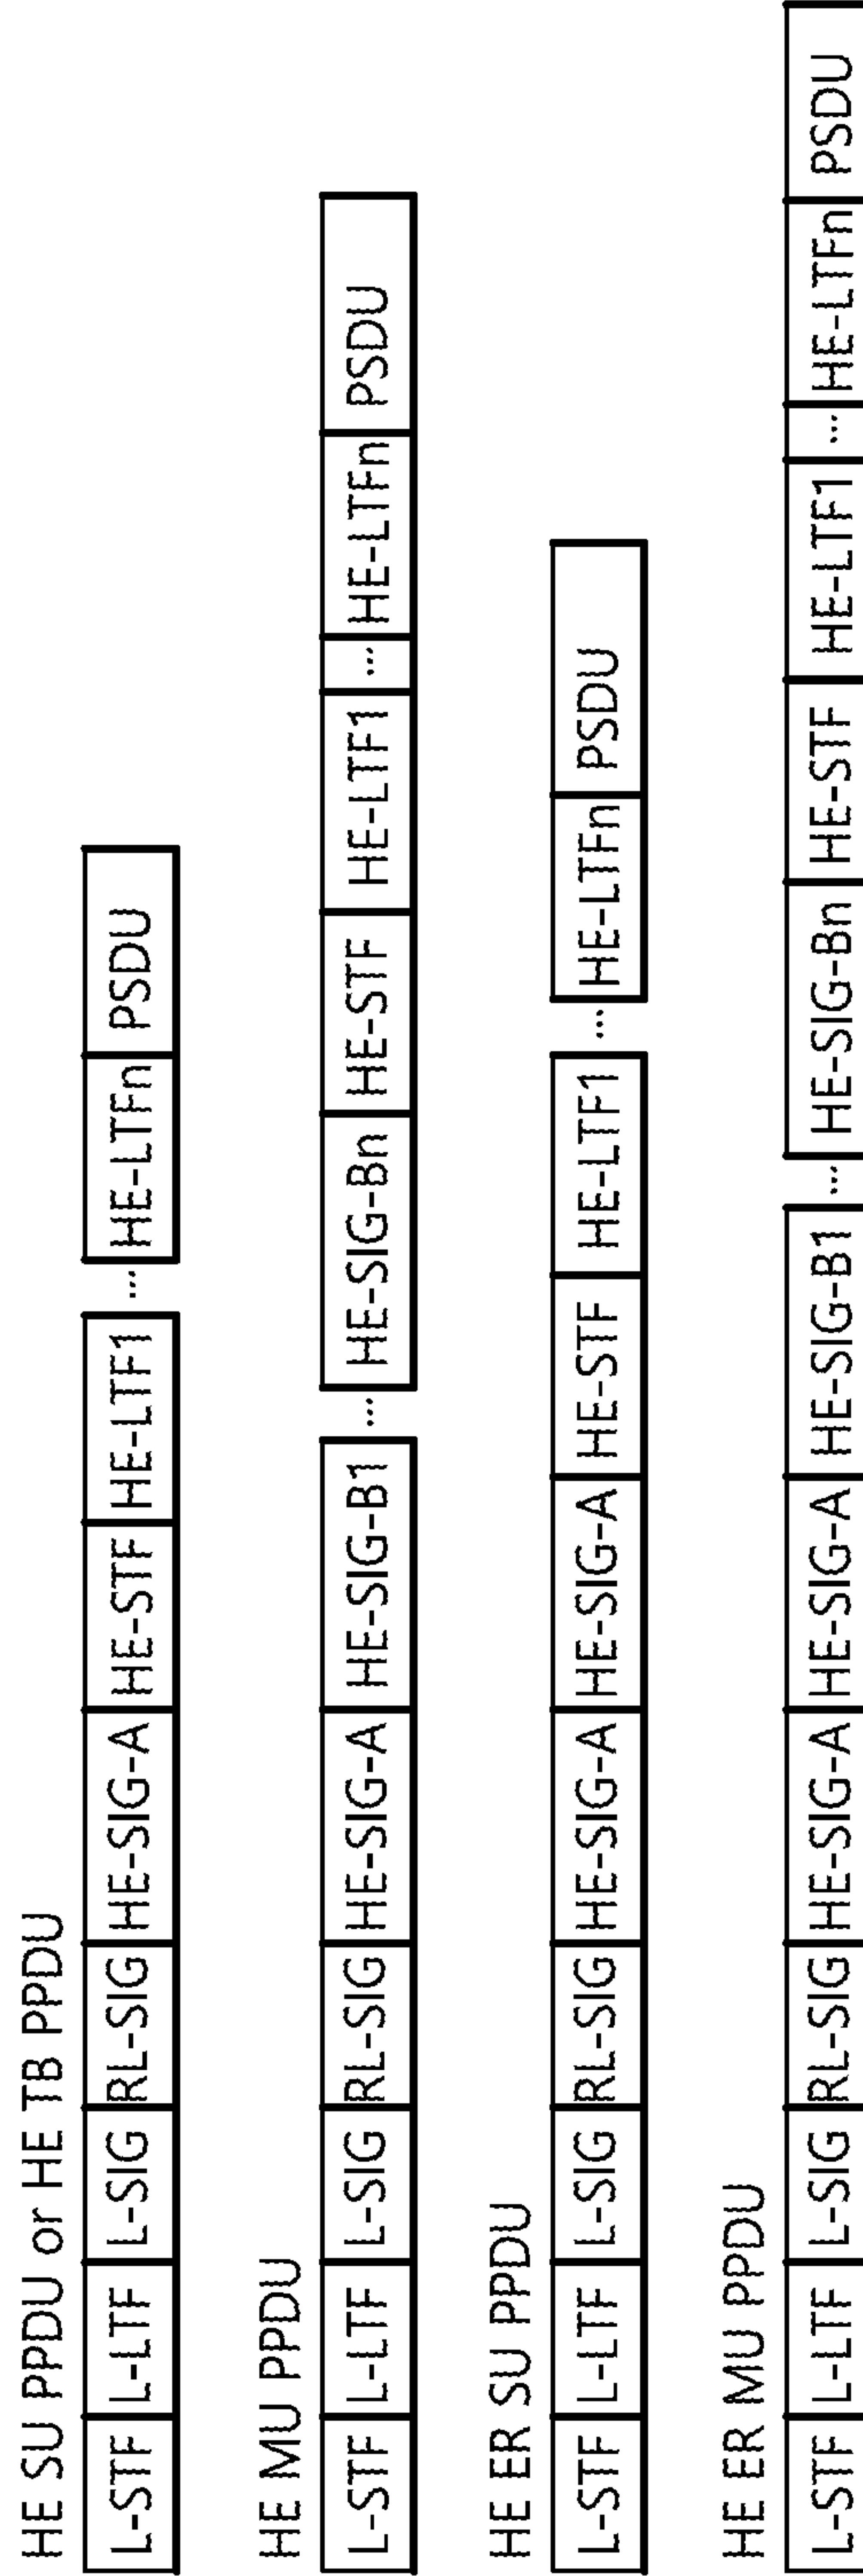 HE SU PPDU or HE TB PPDU
L-STF L-LTF L-SIG RL-SIG HE-SIG-A HE-STF HE-LTF1 ... HE-LTFn PSDU
HE MU PPDU
L-STF L-LTF L-SIG RL-SIG HE-SIG-A HE-SIG-B1 ... HE-SIG-Bn HE-STF HE-LTF1 ... HE-LTFn PSDU
HE ER SU PPDU
L-STF L-LTF L-SIG RL-SIG HE-SIG-A HE-SIG-A HE-STF HE-LTF1 ... HE-LTFn PSDU
HE ER MU PPDU
L-STF L-LTF L-SIG RL-SIG HE-SIG-A HE-SIG-A HE-SIG-B1 ... HE-SIG-Bn HE-STF HE-LTF1 ... HE-LTFn PSDU